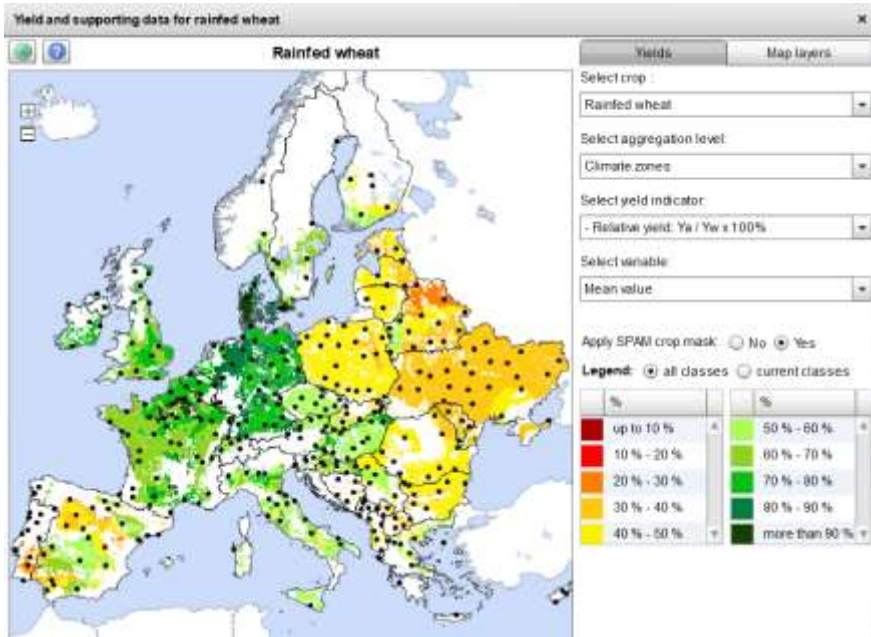 Yield and supporting data for rainfed wheat
×
?
Rainfed wheat
Yields
Map layers
Select crop :
Rainfed wheat
Select aggregation level:
Climate zones
Select yield indicator:
- Relative yield: Ya / Yw x 100%
Select variable:
Mean value
Apply SPAM crop mask: No Yes
Legend: all classes current classes
% %
up to 10 % 50 % - 60 %
10 % - 20 % 60 % - 70 %
20 % - 30 % 70 % - 80 %
30 % - 40 % 80 % - 90 %
40 % - 50 % more than 90 %